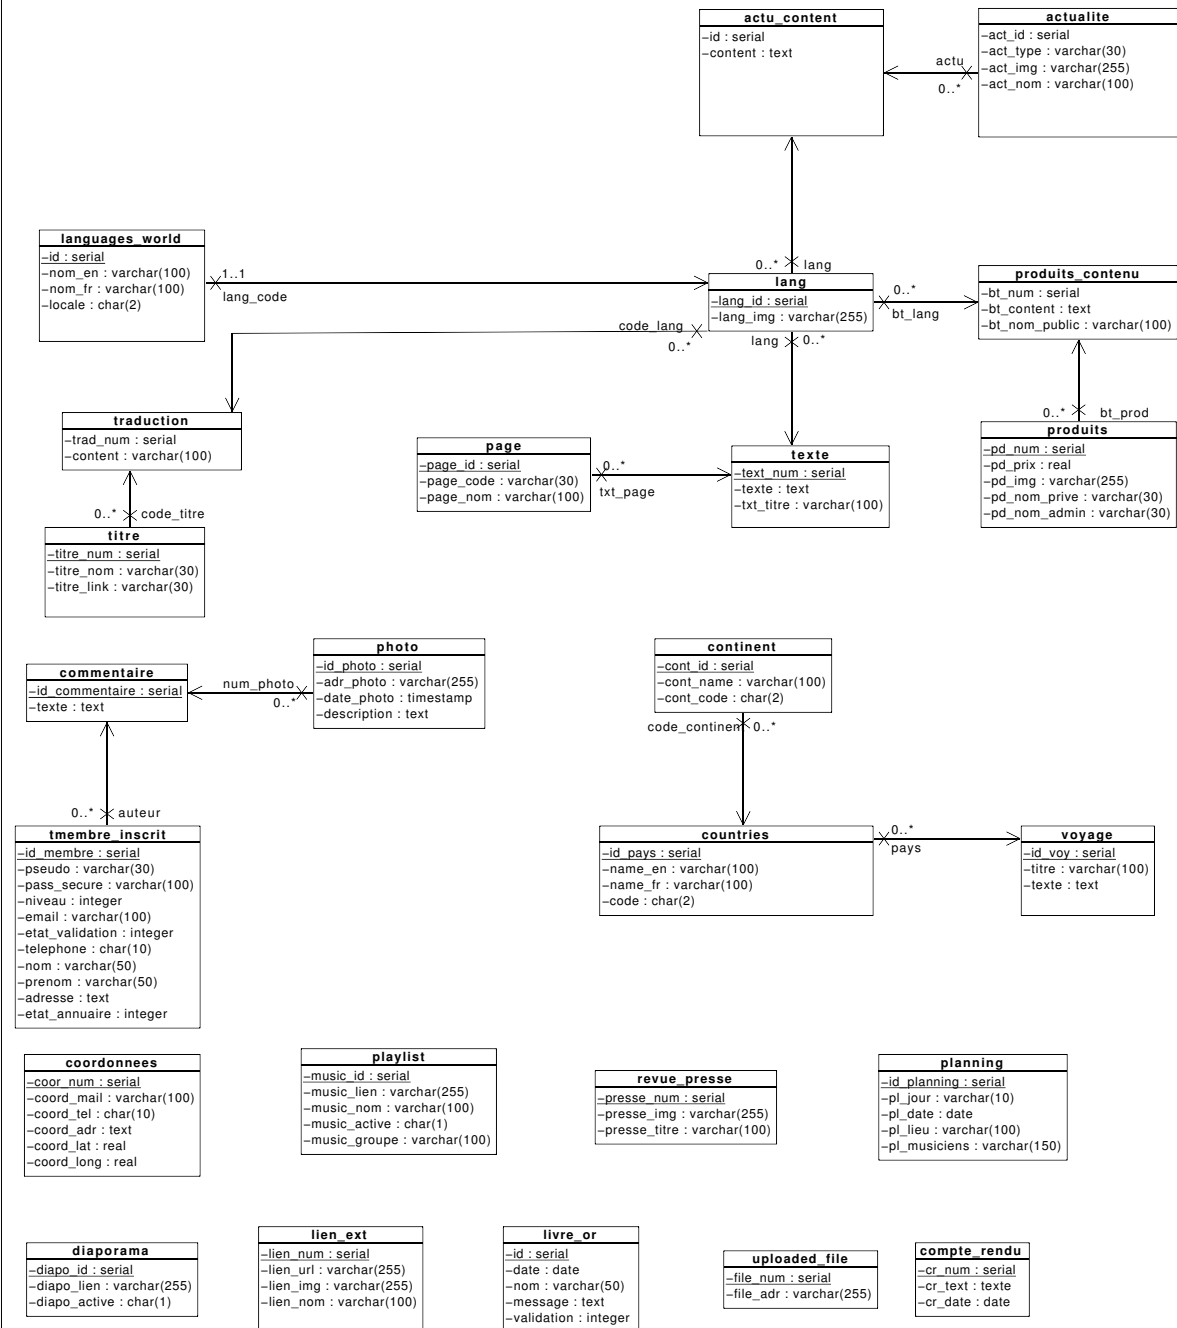 actu_content
–id : serial
–content : text
actualite
–act_id : serial
–act_type : varchar(30)
–act_img : varchar(255)
–act_nom : varchar(100)
actu
0..*
languages_world
–id : serial
–nom_en : varchar(100)
–nom_fr : varchar(100)
–locale : char(2)
1..1
lang_code
0..*
lang
lang
–lang_id : serial
–lang_img : varchar(255)
0..*
bt_lang
produits_contenu
–bt_num : serial
–bt_content : text
–bt_nom_public : varchar(100)
code_lang
0..*
lang
0..*
traduction
–trad_num : serial
–content : varchar(100)
0..*
code_titre
titre
–titre_num : serial
–titre_nom : varchar(30)
–titre_link : varchar(30)
page
–page_id : serial
–page_code : varchar(30)
–page_nom : varchar(100)
0..*
txt_page
texte
–text_num : serial
–texte : text
–txt_titre : varchar(100)
0..*
bt_prod
produits
–pd_num : serial
–pd_prix : real
–pd_img : varchar(255)
–pd_nom_prive : varchar(30)
–pd_nom_admin : varchar(30)
commentaire
–id_commentaire : serial
–texte : text
num_photo
0..*
photo
–id_photo : serial
–adr_photo : varchar(255)
–date_photo : timestamp
–description : text
continent
–cont_id : serial
–cont_name : varchar(100)
–cont_code : char(2)
code_continent
0..*
0..*
auteur
tmembre_inscrit
–id_membre : serial
–pseudo : varchar(30)
–pass_secure : varchar(100)
–niveau : integer
–email : varchar(100)
–etat_validation : integer
–telephone : char(10)
–nom : varchar(50)
–prenom : varchar(50)
–adresse : text
–etat_annuaire : integer
countries
–id_pays : serial
–name_en : varchar(100)
–name_fr : varchar(100)
–code : char(2)
0..*
pays
voyage
–id_voy : serial
–titre : varchar(100)
–texte : text
coordonnees
–coor_num : serial
–coord_mail : varchar(100)
–coord_tel : char(10)
–coord_adr : text
–coord_lat : real
–coord_long : real
playlist
–music_id : serial
–music_lien : varchar(255)
–music_nom : varchar(100)
–music_active : char(1)
–music_groupe : varchar(100)
revue_presse
–presse_num : serial
–presse_img : varchar(255)
–presse_titre : varchar(100)
planning
–id_planning : serial
–pl_jour : varchar(10)
–pl_date : date
–pl_lieu : varchar(100)
–pl_musiciens : varchar(150)
diaporama
–diapo_id : serial
–diapo_lien : varchar(255)
–diapo_active : char(1)
lien_ext
–lien_num : serial
–lien_url : varchar(255)
–lien_img : varchar(255)
–lien_nom : varchar(100)
livre_or
–id : serial
–date : date
–nom : varchar(50)
–message : text
–validation : integer
uploaded_file
–file_num : serial
–file_adr : varchar(255)
compte_rendu
–cr_num : serial
–cr_text : texte
–cr_date : date